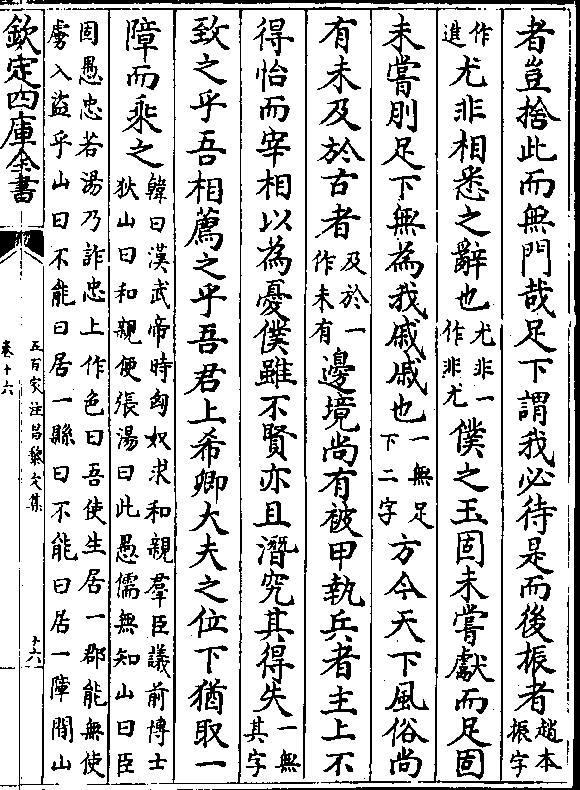 者豈捨此而無門哉足下謂我必待是而後振者趙本振字
作進尤非相悉之辭也尤非一作非尤僕之玉固未嘗獻而足固
未嘗刖足下無為我戚戚也一無足下二字方今天下風俗尚
有未及於古者及於一作未有邊境尚有被甲執兵者主上不
得怡而宰相以為憂僕雖不賢亦且潛究其得失一無其字
致之乎吾相薦之乎吾君上希卿大夫之位下猶取一
障而乘之韓曰漢武帝時匈奴求和親羣臣議前博士狄山曰和親便張湯曰此愚儒無知山曰臣
固愚忠若湯乃詐忠上作色曰吾使生居一郡能無使虜入盜乎山曰不能曰居一縣曰不能曰居一障間山
欽定四庫全書
五百家注昌黎文集
卷十六
十六